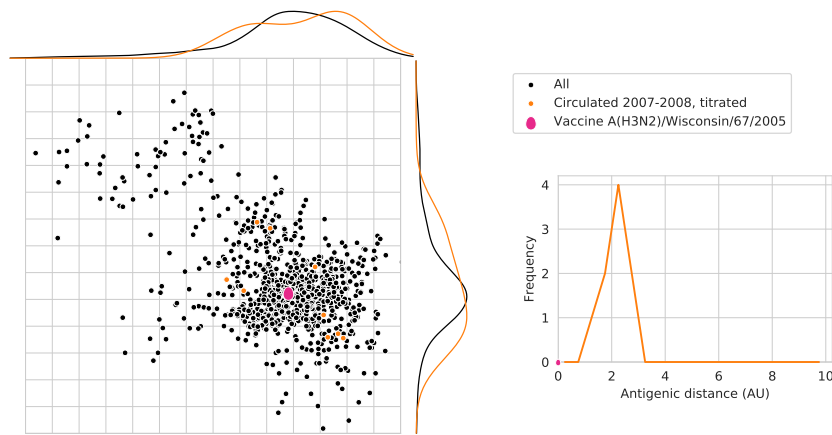 All
Circulated 2007-2008, titrated
Vaccine A(H3N2)/Wisconsin/67/2005
4
3
2
1
0
Frequency
0 2 4 6 8 10
Antigenic distance (AU)